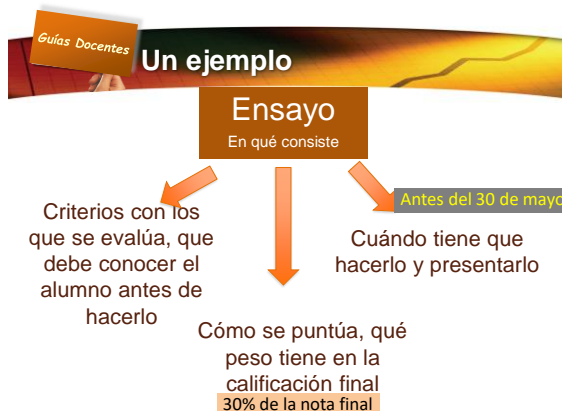 Guías Docentes
Un ejemplo
Ensayo
En qué consiste
Antes del 30 de mayo
Criterios con los
que se evalúa, que
debe conocer el
alumno antes de
hacerlo
Cuándo tiene que
hacerlo y presentarlo
Cómo se puntúa, qué
peso tiene en la
calificación final
30% de la nota final